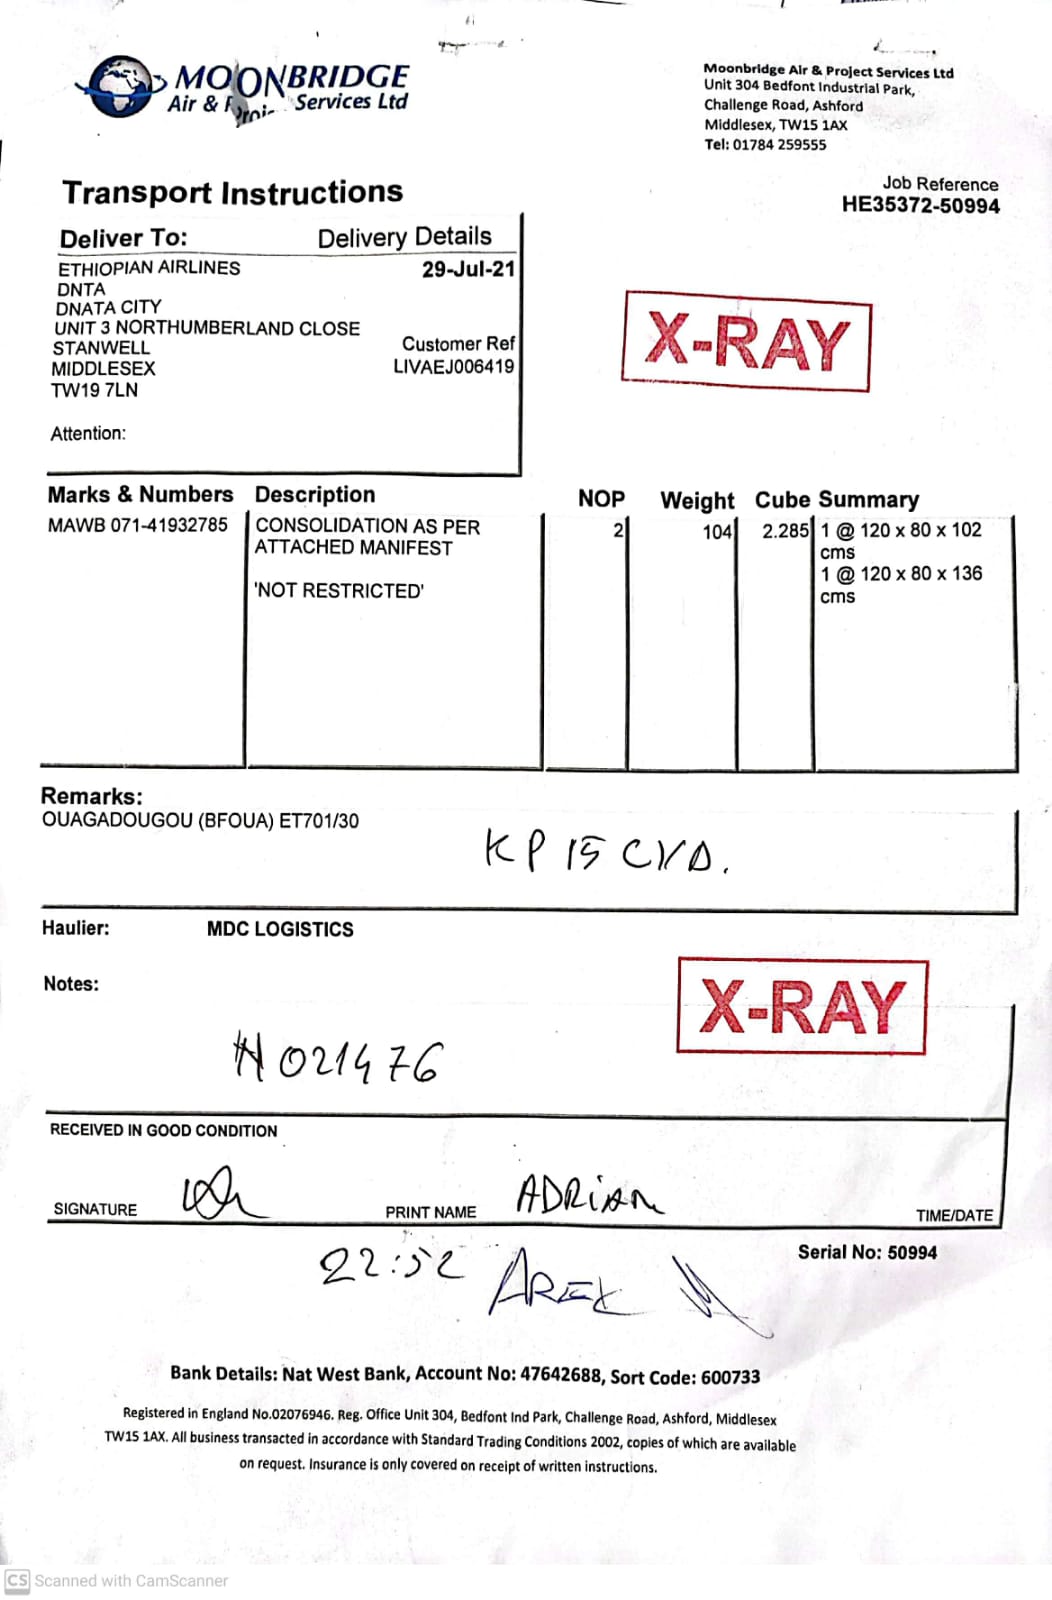 MOONBRIDGE
Air & Proj Services Ltd
Moonbridge Air & Project Services Ltd
Unit 304 Bedfont Industrial Park,
Challenge Road, Ashford
Middlesex, TW15 1AX
Tel: 01784 259555
Job Reference
HE35372-50994
Transport Instructions
Deliver To: Delivery Details
ETHIOPIAN AIRLINES 29-Jul-21
DNTA
DNATA CITY
UNIT 3 NORTHUMBERLAND CLOSE
STANWELL Customer Ref
MIDDLESEX LIVAEJ006419
TW19 7LN
Attention:
X-RAY
Marks & Numbers Description NOP Weight Cube Summary
MAWB 071-41932785 CONSOLIDATION AS PER 2 104 2.285 1 @ 120 x 80 x 102
ATTACHED MANIFEST cms
1 @ 120 x 80 x 136
'NOT RESTRICTED' cms
Remarks:
OUAGADOUGOU (BFOUA) ET701/30
KP 15 CVD.
Haulier: MDC LOGISTICS
Notes:
X-RAY
021476
RECEIVED IN GOOD CONDITION
SIGNATURE PRINT NAME ADRIAN TIME/DATE
Serial No: 50994
22:52 AREK
Bank Details: Nat West Bank, Account No: 47642688, Sort Code: 600733
Registered in England No.02076946. Reg. Office Unit 304, Bedfont Ind Park, Challenge Road, Ashford, Middlesex
TW15 1AX. All business transacted in accordance with Standard Trading Conditions 2002, copies of which are available
on request. Insurance is only covered on receipt of written instructions.
CS Scanned with CamScanner